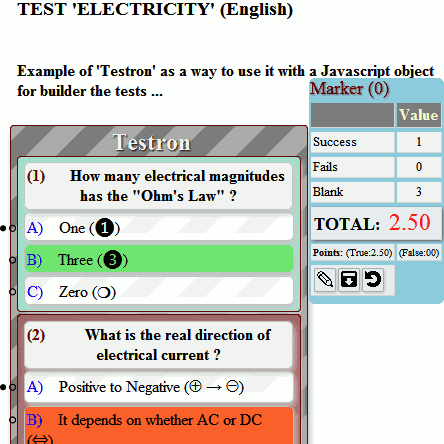 TEST 'ELECTRICITY' (English)
Example of 'Testron' as a way to use it with a Javascript object
for builder the tests ...
Marker (0)
Value
Success 1
Fails 0
Blank 3
TOTAL: 2.50
Points: (True:2.50) (False:00)
Testron
(1) How many electrical magnitudes
has the "Ohm's Law" ?
A) One (❶)
B) Three (❸)
C) Zero (❍)
(2) What is the real direction of
electrical current ?
A) Positive to Negative (⊕ → ⊖)
B) It depends on whether AC or DC
(⇔)